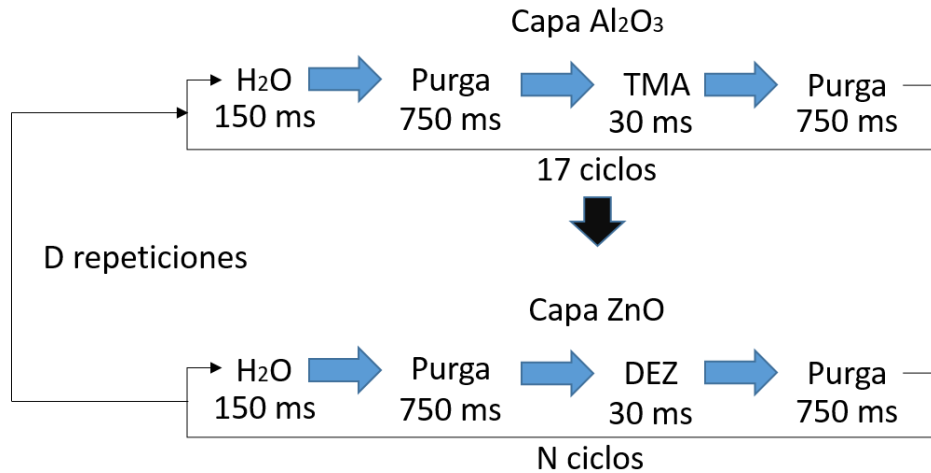 Capa Al₂O₃
H₂O Purga TMA Purga
150 ms 750 ms 30 ms 750 ms
17 ciclos
D repeticiones
Capa ZnO
H₂O Purga DEZ Purga
150 ms 750 ms 30 ms 750 ms
N ciclos